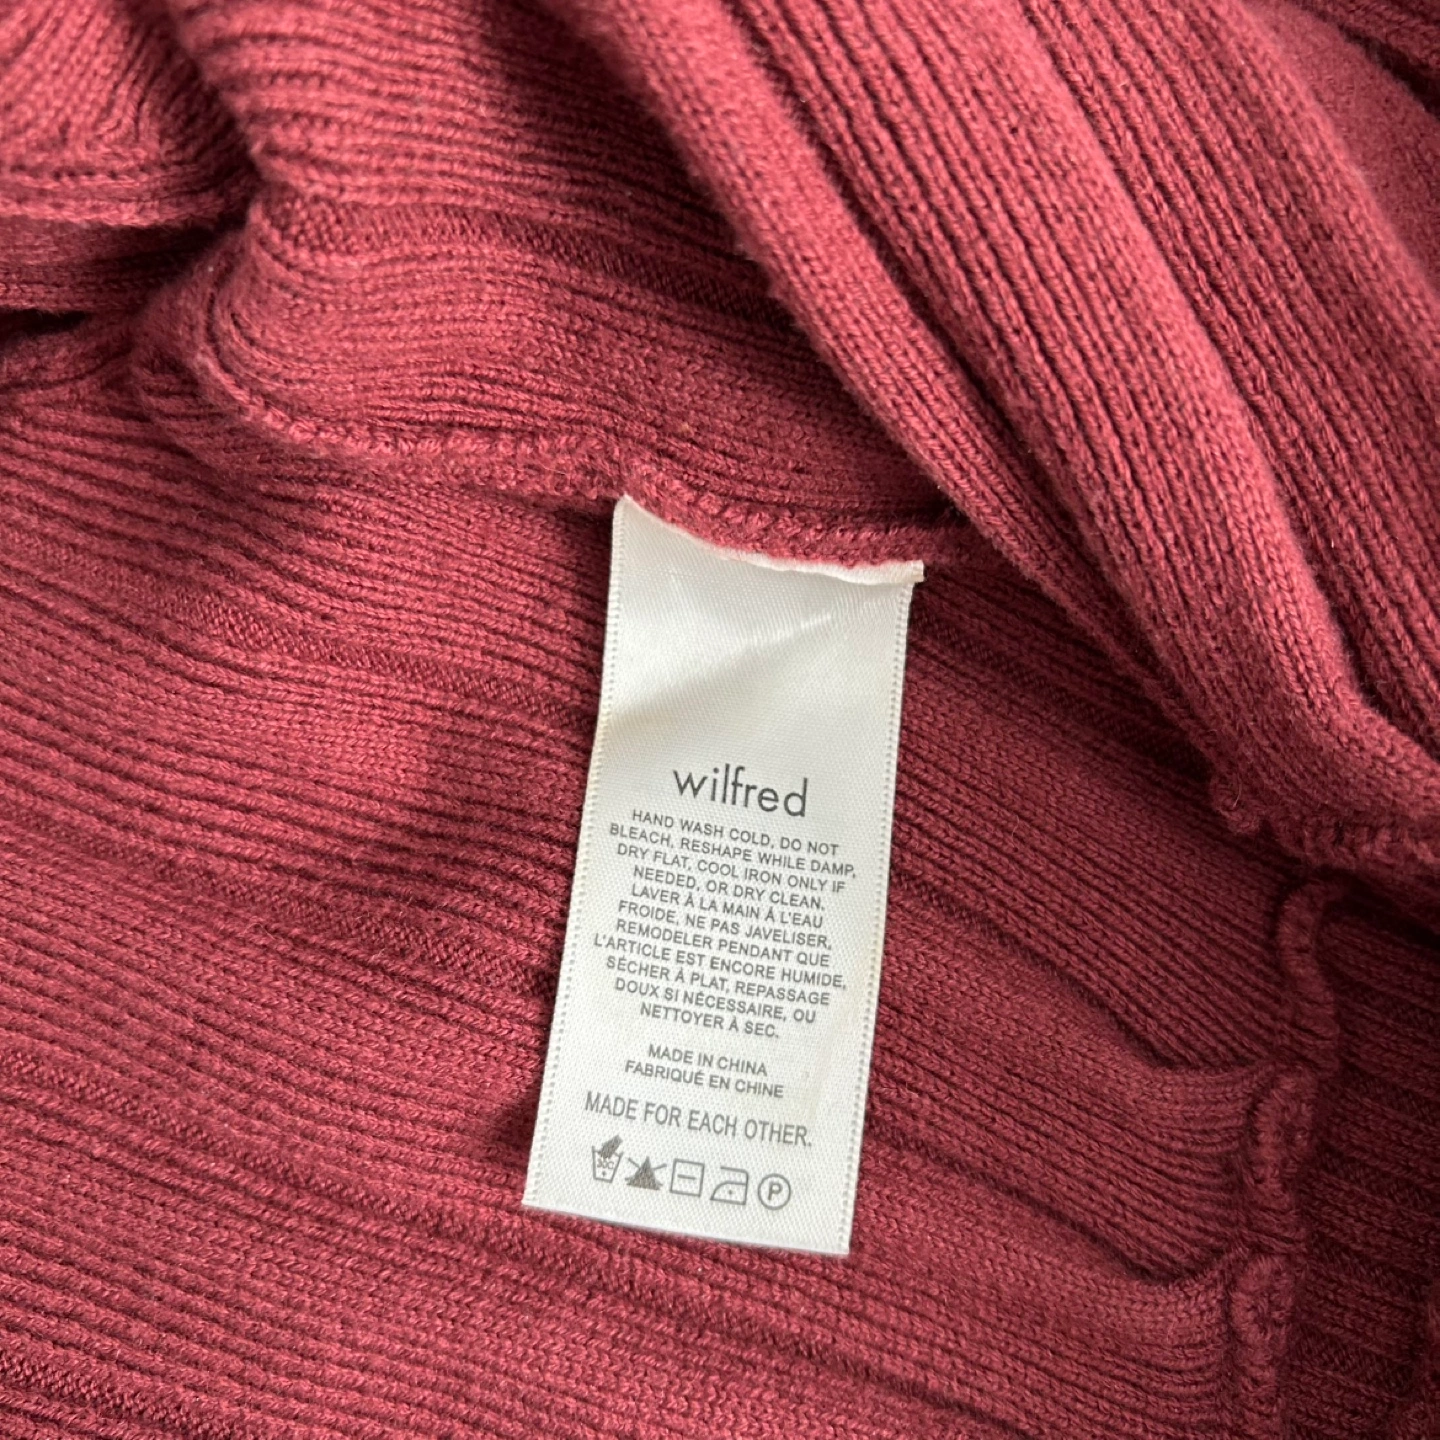 wilfred
HAND WASH COLD, DO NOT
BLEACH, RESHAPE WHILE DAMP,
DRY FLAT, COOL IRON ONLY IF
NEEDED, OR DRY CLEAN.
LAVER À LA MAIN À L'EAU
FROIDE, NE PAS JAVELISER,
REMODELER PENDANT QUE
L'ARTICLE EST ENCORE HUMIDE,
SÉCHER À PLAT, REPASSAGE
DOUX SI NÉCESSAIRE, OU
NETTOYER À SEC.
MADE IN CHINA
FABRIQUÉ EN CHINE
MADE FOR EACH OTHER.
30C P